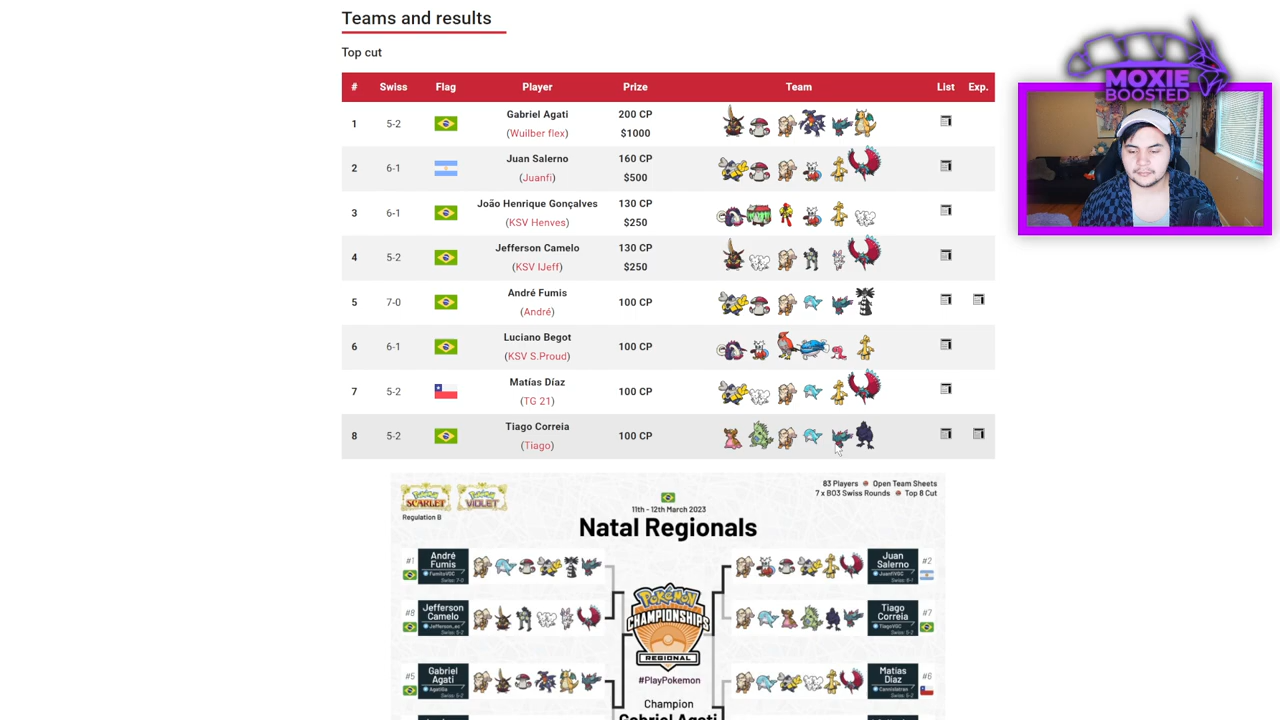 Teams and results
Top cut
# Swiss Flag Player Prize Team List Exp.
1 5-2 Gabriel Agati (Wuilber flex) 200 CP $1000
2 6-1 Juan Salerno (Juanfi) 160 CP $500
3 6-1 João Henrique Gonçalves (KSV Henves) 130 CP $250
4 5-2 Jefferson Camelo (KSV IJeff) 130 CP $250
5 7-0 André Fumis (André) 100 CP
6 6-1 Luciano Begot (KSV S.Proud) 100 CP
7 5-2 Matías Díaz (TG 21) 100 CP
8 5-2 Tiago Correia (Tiago) 100 CP
MOXIE
BOOSTED
Pokémon SCARLET Pokémon VIOLET
Regulation B
11th - 12th March 2023
Natal Regionals
83 Players Open Team Sheets
7 x BO3 Swiss Rounds Top 8 Cut
#1 André Fumis
Juan Salerno #2
#8 Jefferson Camelo
Tiago Correia #7
#5 Gabriel Agati
Matias Diaz #6
Pokémon
CHAMPIONSHIPS
REGIONAL
#PlayPokemon
Champion
Gabriel Agati